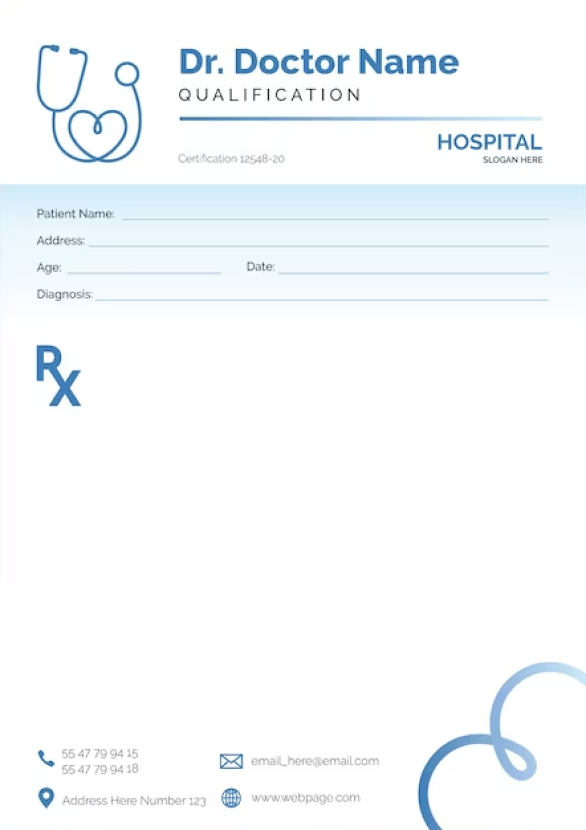 Dr. Doctor Name
QUALIFICATION
Certification 12548-20
HOSPITAL
SLOGAN HERE
Patient Name:
Address:
Age: Date:
Diagnosis:
Rx
55 47 79 94 15
55 47 79 94 18
email_here@email.com
Address Here Number 123
www.webpage.com